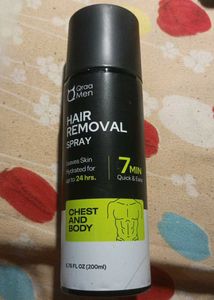 Qraa
Men
HAIR
REMOVAL
SPRAY
Leaves Skin
Hydrated for
up to 24 hrs.
7 MIN
Quick & Easy
CHEST
AND
BODY
6.76 FL OZ (200ml)